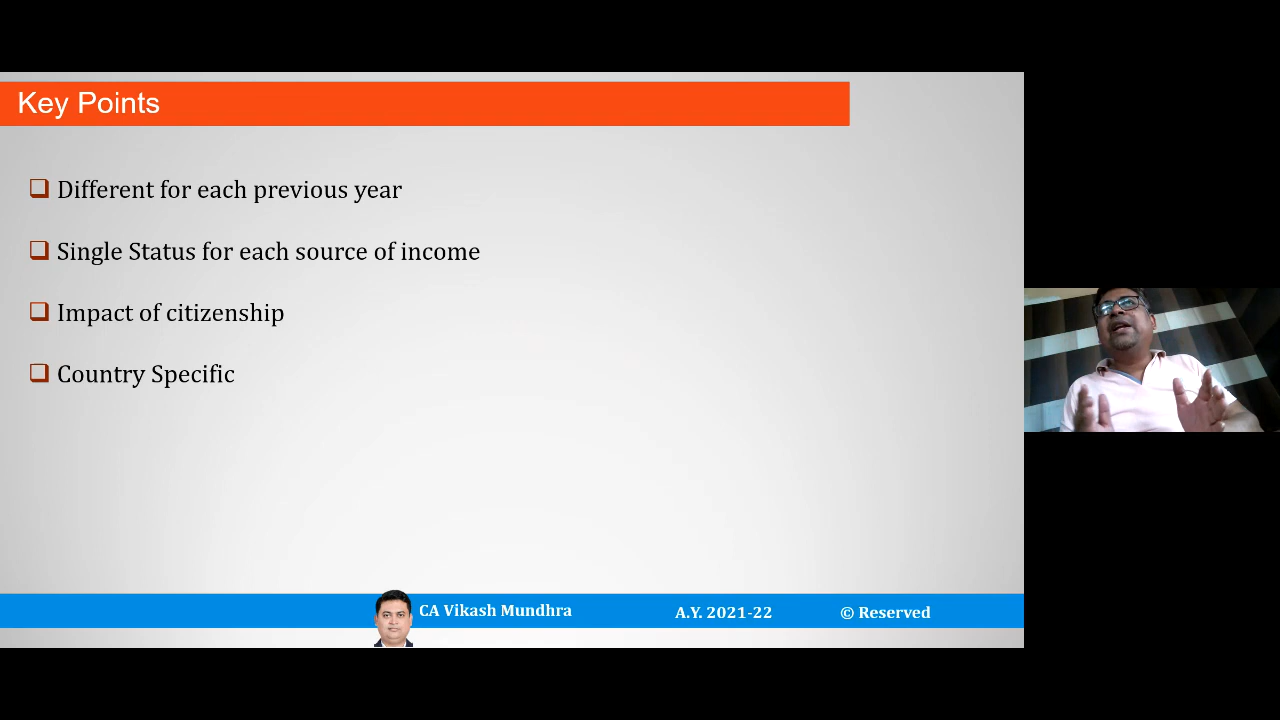 Key Points
Different for each previous year
Single Status for each source of income
Impact of citizenship
Country Specific
CA Vikash Mundhra
A.Y. 2021-22
© Reserved